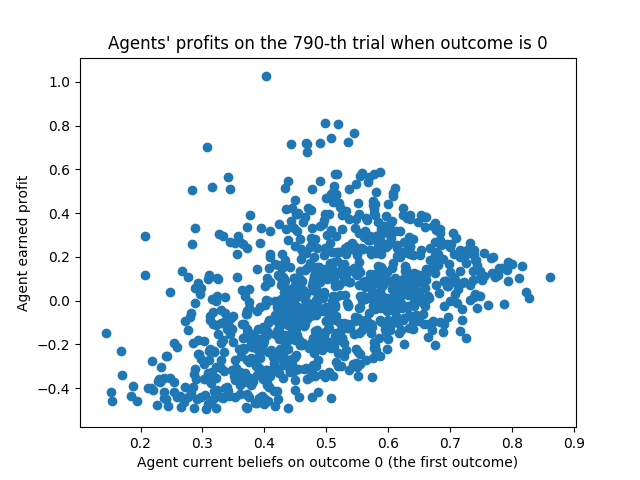 Agents' profits on the 790-th trial when outcome is 0
Agent earned profit
1.0
0.8
0.6
0.4
0.2
0.0
−0.2
−0.4
0.2 0.3 0.4 0.5 0.6 0.7 0.8 0.9
Agent current beliefs on outcome 0 (the first outcome)